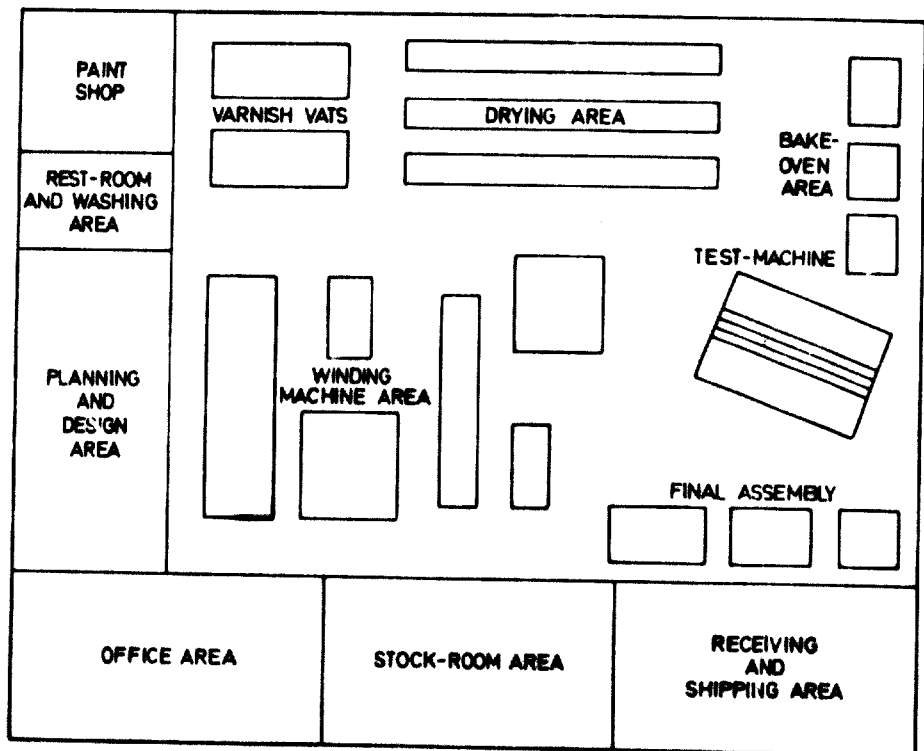 PAINT
SHOP
VARNISH VATS
DRYING AREA
BAKE-
OVEN
AREA
REST-ROOM
AND WASHING
AREA
TEST-MACHINE
PLANNING
AND
DESIGN
AREA
WINDING
MACHINE AREA
FINAL ASSEMBLY
OFFICE AREA
STOCK-ROOM AREA
RECEIVING
AND
SHIPPING AREA